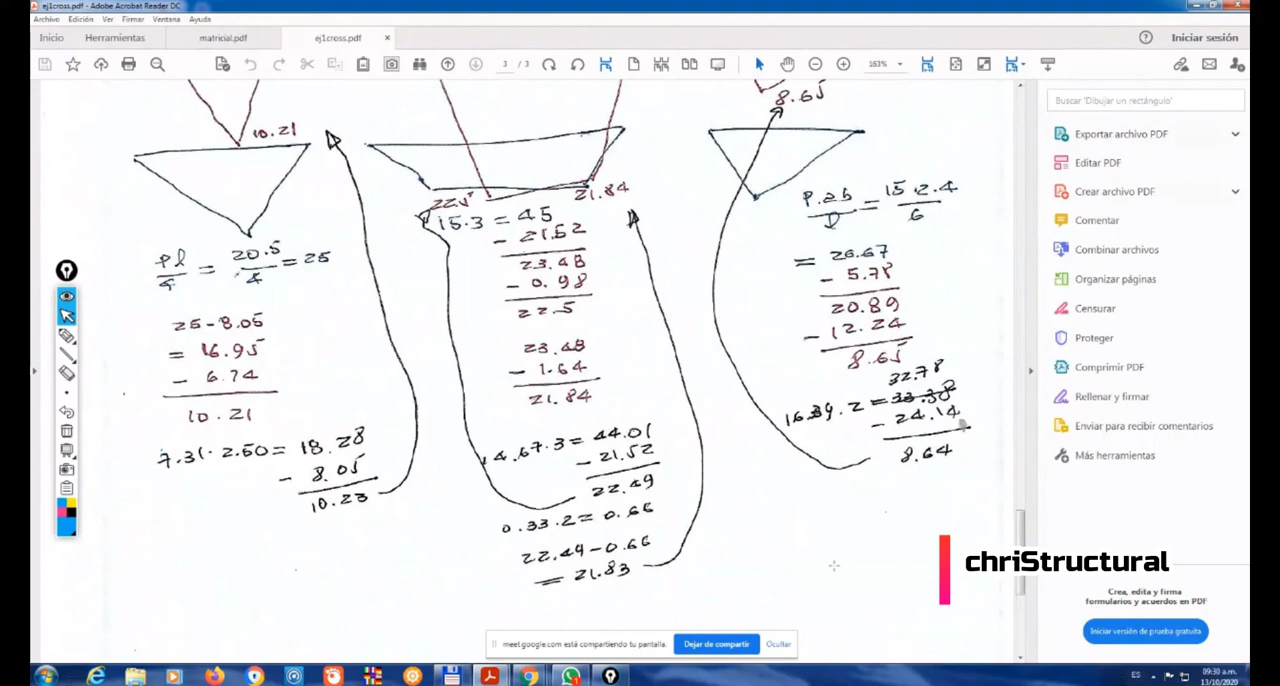 ej1cross.pdf - Adobe Acrobat Reader DC
Archivo Edición Ver Firmar Ventana Ayuda
Inicio Herramientas matricial.pdf ej1cross.pdf × Iniciar sesión
3 / 3 163%
Buscar 'Dibujar un rectángulo'
Exportar archivo PDF
Editar PDF
Crear archivo PDF
Comentar
Combinar archivos
Organizar páginas
Censurar
Proteger
Comprimir PDF
Rellenar y firmar
Enviar para comentarios
Más herramientas
10.21
Pl/4 = 20.5/4 = 25
25-8.05
= 16.95
- 6.74
10.21
7.31.2.50= 18.28
- 8.05
10.23
22.5
21.84
15.3 = 45
- 21.52
23.48
- 0.98
22.5
23.48
- 1.64
21.84
14.67.3= 44.01
- 21.52
22.49
0.33.2= 0.66
22.49-0.66
= 21.83
8.65
P.ab/l = 15.2.4/6
= 26.67
- 5.78
20.89
- 12.24
8.65
32.78
16.39.2 = 33.38
- 24.14
8.64
chriStructural
Crea, edita y firma
formularios y acuerdos en PDF
Iniciar versión de prueba gratuita
meet.google.com está compartiendo tu pantalla. Dejar de compartir Ocultar
ES 09:30 a.m.
13/10/2020